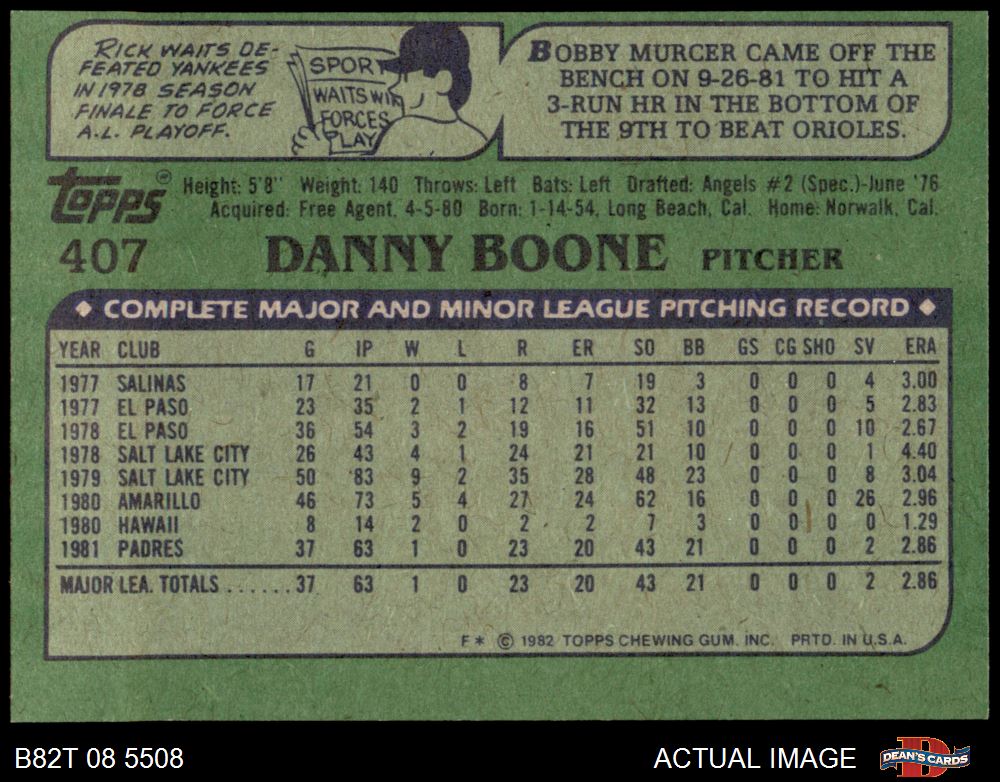 RICK WAITS DE-
FEATED YANKEES
IN 1978 SEASON
FINALE TO FORCE
A.L. PLAYOFF.
SPORT
WAITS WIN
FORCES
PLAY
BOBBY MURCER CAME OFF THE
BENCH ON 9-26-81 TO HIT A
3-RUN HR IN THE BOTTOM OF
THE 9TH TO BEAT ORIOLES.
TOPPS®
Height: 5'8" Weight: 140 Throws: Left Bats: Left Drafted: Angels #2 (Spec.)-June '76
Acquired: Free Agent, 4-5-80 Born: 1-14-54, Long Beach, Cal. Home: Norwalk, Cal.
407 DANNY BOONE PITCHER
◆ COMPLETE MAJOR AND MINOR LEAGUE PITCHING RECORD ◆
YEAR CLUB G IP W L R ER SO BB GS CG SHO SV ERA
1977 SALINAS 17 21 0 0 8 7 19 3 0 0 0 4 3.00
1977 EL PASO 23 35 2 1 12 11 32 13 0 0 0 5 2.83
1978 EL PASO 36 54 3 2 19 16 51 10 0 0 0 10 2.67
1978 SALT LAKE CITY 26 43 4 1 24 21 21 10 0 0 0 1 4.40
1979 SALT LAKE CITY 50 83 9 2 35 28 48 23 0 0 0 8 3.04
1980 AMARILLO 46 73 5 4 27 24 62 16 0 0 0 26 2.96
1980 HAWAII 8 14 2 0 2 2 7 3 0 0 0 0 1.29
1981 PADRES 37 63 1 0 23 20 43 21 0 0 0 2 2.86
MAJOR LEA. TOTALS ...... 37 63 1 0 23 20 43 21 0 0 0 2 2.86
F* © 1982 TOPPS CHEWING GUM, INC. PRTD. IN U.S.A.
B82T 08 5508 ACTUAL IMAGE DEAN'S CARDS